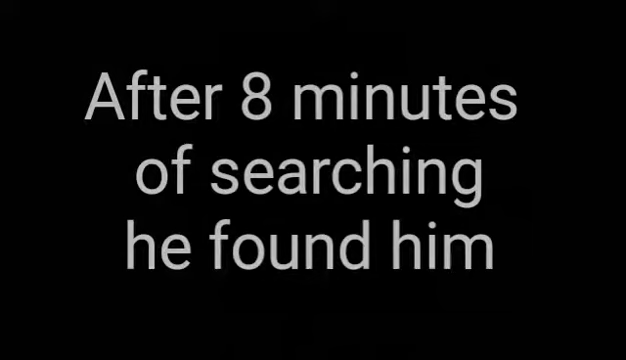 After 8 minutes
of searching
he found him